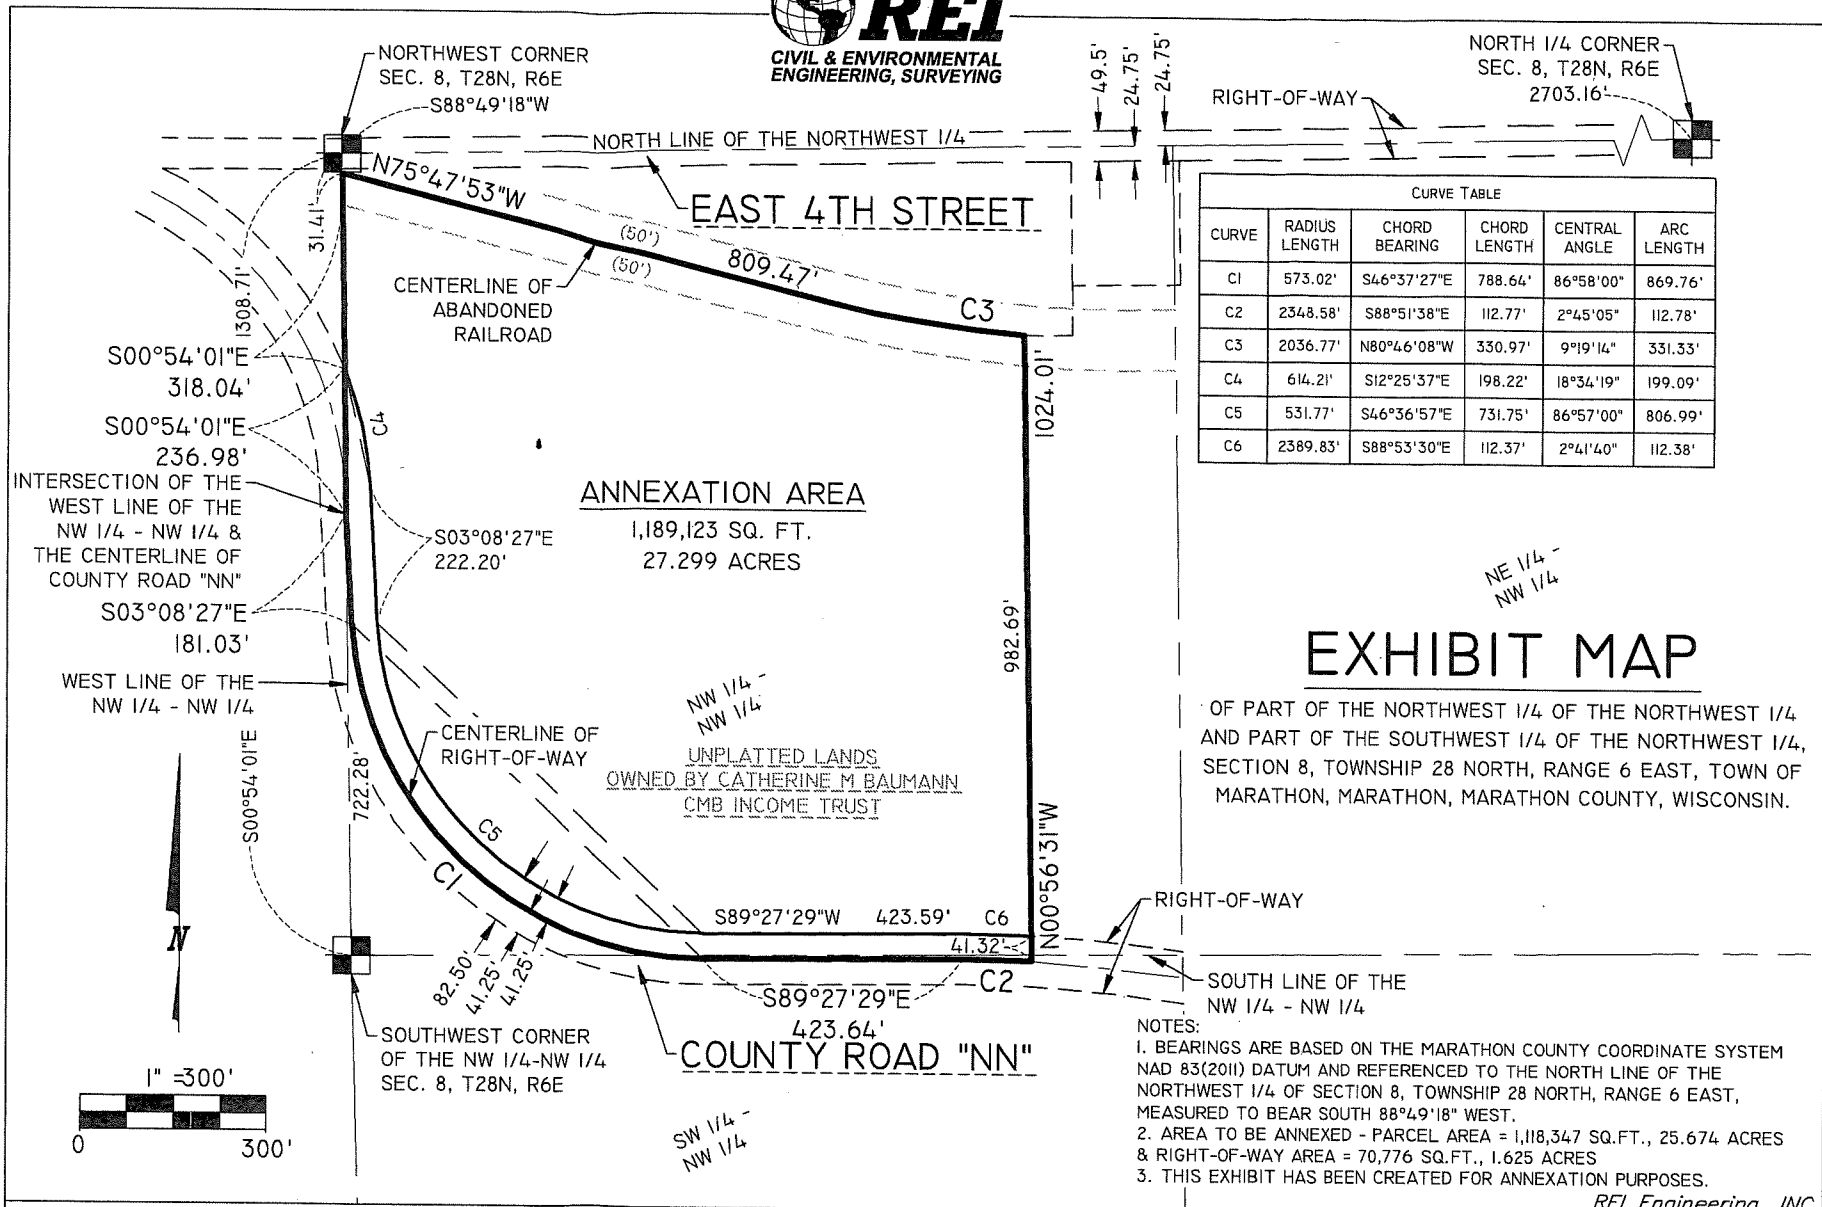 REI
CIVIL & ENVIRONMENTAL
ENGINEERING, SURVEYING
NORTHWEST CORNER
SEC. 8, T28N, R6E
S88°49'18"W
49.5'
24.75'
24.75'
NORTH 1/4 CORNER
SEC. 8, T28N, R6E
2703.16'
RIGHT-OF-WAY
NORTH LINE OF THE NORTHWEST 1/4
N75°47'53"W
EAST 4TH STREET
31.41'
(50')
(50')
809.47'
C3
CENTERLINE OF
ABANDONED
RAILROAD
1308.71'
S00°54'01"E
318.04'
S00°54'01"E
236.98'
C4
1024.01'
CURVE TABLE
CURVE RADIUS LENGTH CHORD BEARING CHORD LENGTH CENTRAL ANGLE ARC LENGTH
C1 573.02' S46°37'27"E 788.64' 86°58'00" 869.76'
C2 2348.58' S88°51'38"E 112.77' 2°45'05" 112.78'
C3 2036.77' N80°46'08"W 330.97' 9°19'14" 331.33'
C4 614.21' S12°25'37"E 198.22' 18°34'19" 199.09'
C5 531.77' S46°36'57"E 731.75' 86°57'00" 806.99'
C6 2389.83' S88°53'30"E 112.37' 2°41'40" 112.38'
INTERSECTION OF THE
WEST LINE OF THE
NW 1/4 - NW 1/4 &
THE CENTERLINE OF
COUNTY ROAD "NN"
S03°08'27"E
181.03'
WEST LINE OF THE
NW 1/4 - NW 1/4
ANNEXATION AREA
1,189,123 SQ. FT.
27.299 ACRES
S03°08'27"E
222.20'
982.69'
NE 1/4 -
NW 1/4
EXHIBIT MAP
OF PART OF THE NORTHWEST 1/4 OF THE NORTHWEST 1/4
AND PART OF THE SOUTHWEST 1/4 OF THE NORTHWEST 1/4,
SECTION 8, TOWNSHIP 28 NORTH, RANGE 6 EAST, TOWN OF
MARATHON, MARATHON, MARATHON COUNTY, WISCONSIN.
NW 1/4 -
NW 1/4
CENTERLINE OF
RIGHT-OF-WAY
UNPLATTED LANDS
OWNED BY CATHERINE M BAUMANN
CMB INCOME TRUST
S00°54'01"E
722.28'
C5
C1
N00°56'31"W
S89°27'29"W 423.59' C6
41.32'
RIGHT-OF-WAY
N
82.50'
41.25'
41.25'
C2
S89°27'29"E
423.64'
COUNTY ROAD "NN"
SOUTH LINE OF THE
NW 1/4 - NW 1/4
SOUTHWEST CORNER
OF THE NW 1/4-NW 1/4
SEC. 8, T28N, R6E
1" =300'
0 300'
SW 1/4 -
NW 1/4
NOTES:
1. BEARINGS ARE BASED ON THE MARATHON COUNTY COORDINATE SYSTEM
NAD 83(2011) DATUM AND REFERENCED TO THE NORTH LINE OF THE
NORTHWEST 1/4 OF SECTION 8, TOWNSHIP 28 NORTH, RANGE 6 EAST,
MEASURED TO BEAR SOUTH 88°49'18" WEST.
2. AREA TO BE ANNEXED - PARCEL AREA = 1,118,347 SQ.FT., 25.674 ACRES
& RIGHT-OF-WAY AREA = 70,776 SQ.FT., 1.625 ACRES
3. THIS EXHIBIT HAS BEEN CREATED FOR ANNEXATION PURPOSES.
REI Engineering, INC